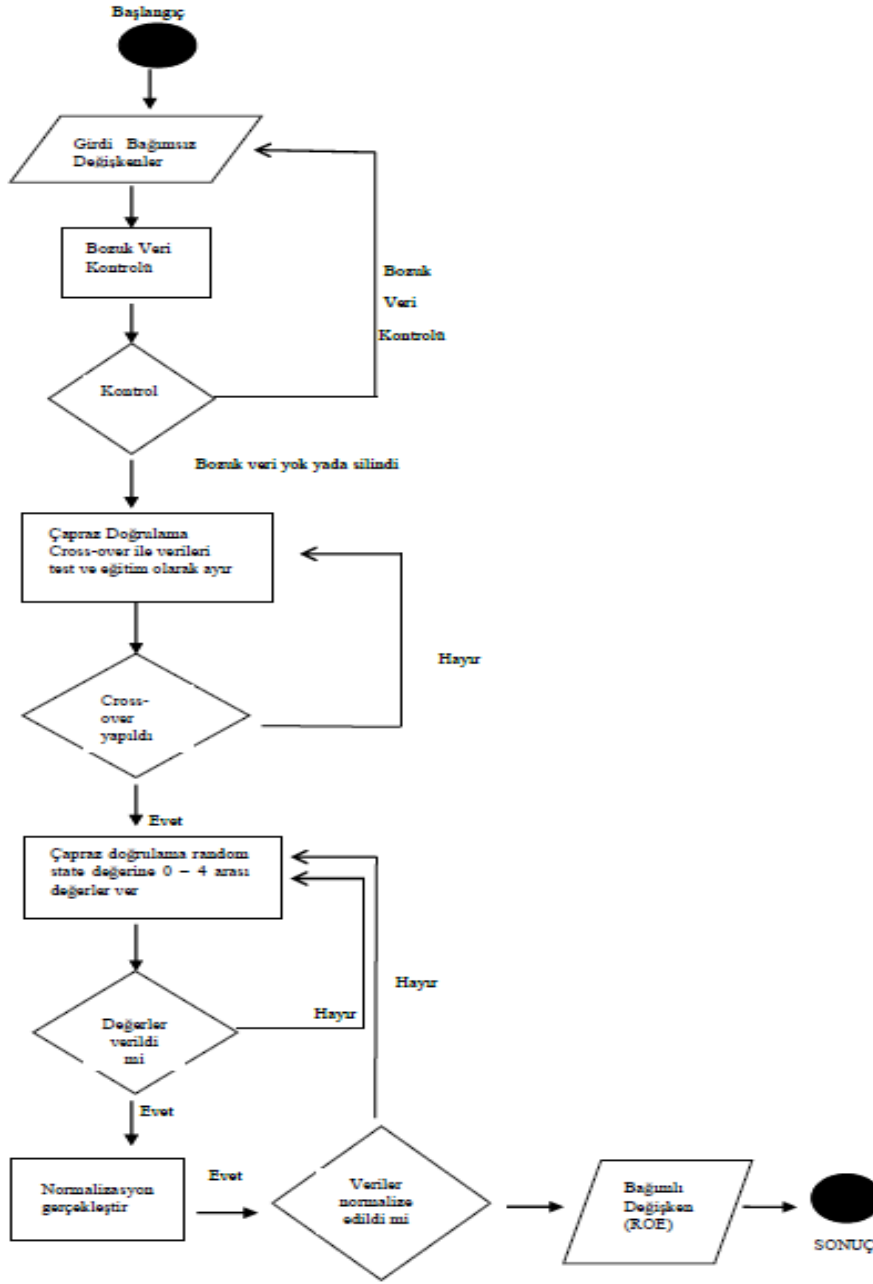 Başlangıç
Girdi Bağımsız
Değişkenler
Bozuk Veri
Kontrolü
Bozuk
Veri
Kontrolü
Kontrol
Bozuk veri yok yada silindi
Çapraz Doğrulama
Cross-over ile verileri
test ve eğitim olarak ayır
Hayır
Cross-
over
yapıldı
Evet
Çapraz doğrulama random
state değerine 0 – 4 arası
değerler ver
Hayır
Hayır
Değerler
verildi
mi
Evet
Normalizasyon
gerçekleştir
Evet
Veriler
normalize
edildi mi
Bağımlı
Değişken
(ROE)
SONUÇ